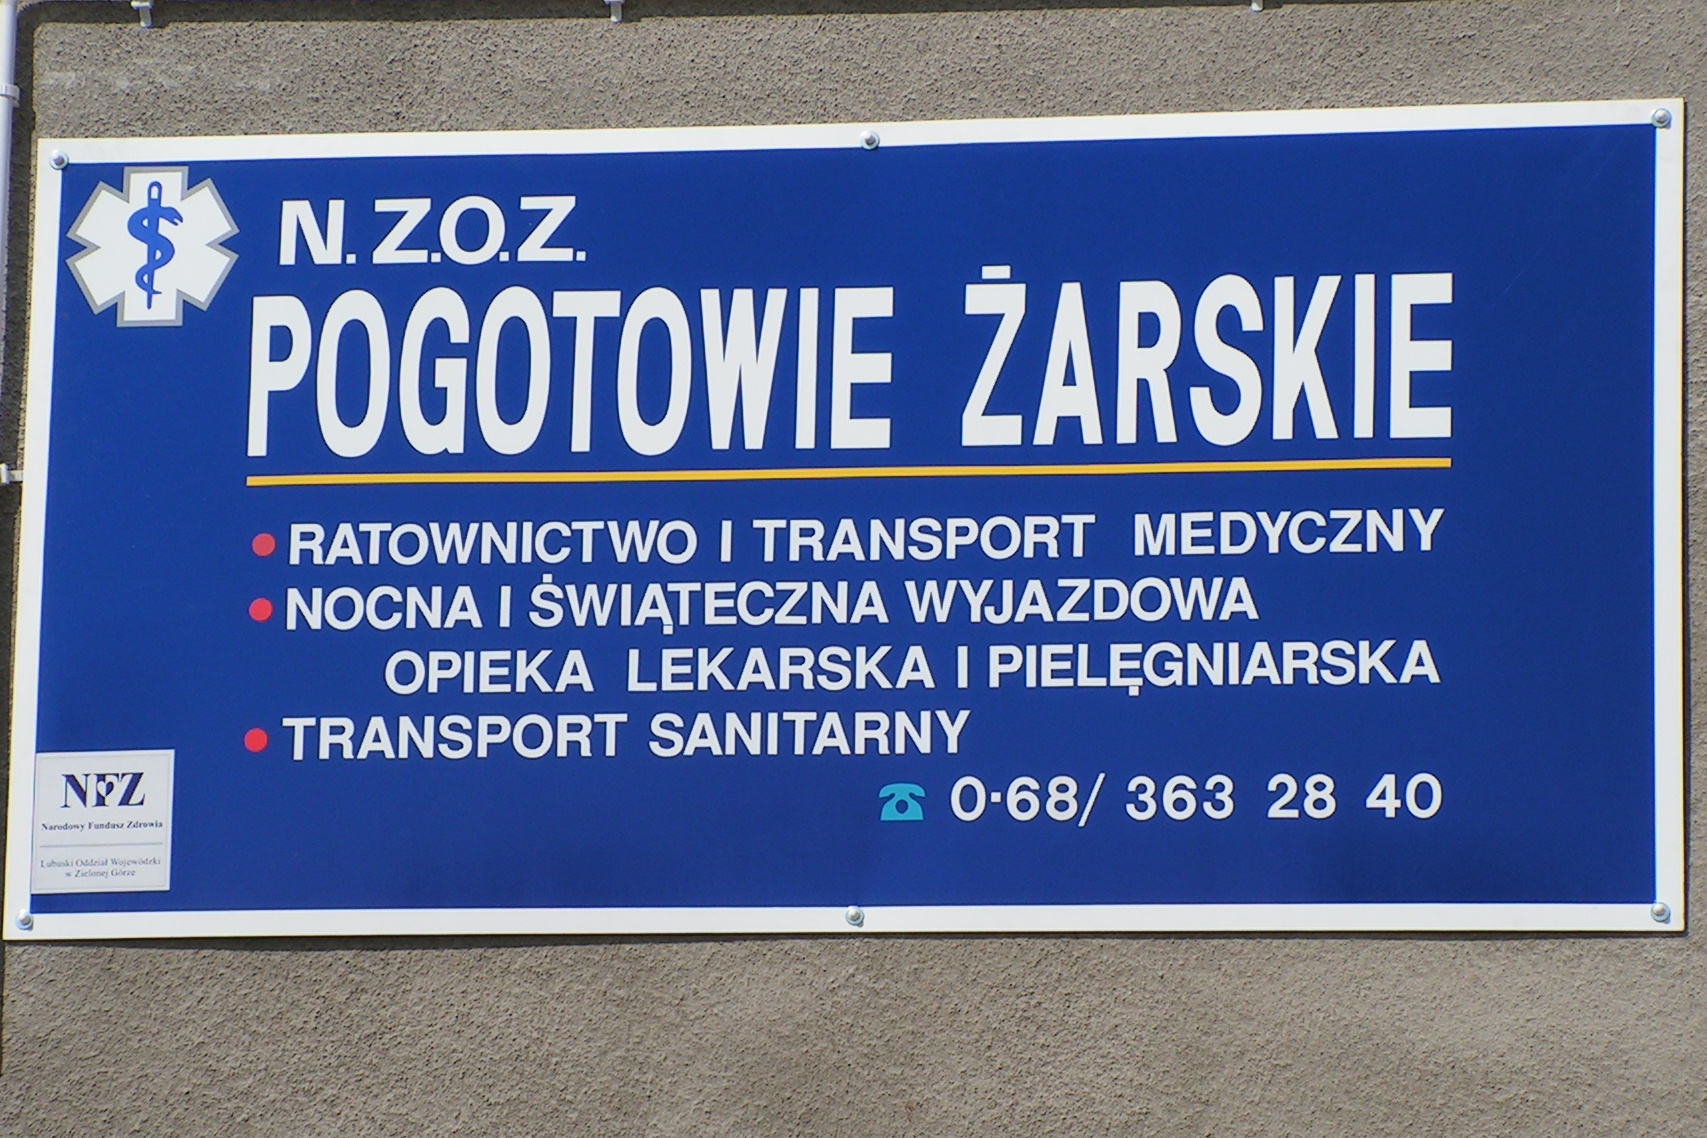 N.Z.O.Z.
POGOTOWIE ŻARSKIE
• RATOWNICTWO I TRANSPORT MEDYCZNY
• NOCNA I ŚWIĄTECZNA WYJAZDOWA
OPIEKA LEKARSKA I PIELĘGNIARSKA
• TRANSPORT SANITARNY
☎ 0-68/ 363 28 40
NFZ
Narodowy Fundusz Zdrowia
Lubuski Oddział Wojewódzki
w Zielonej Górze